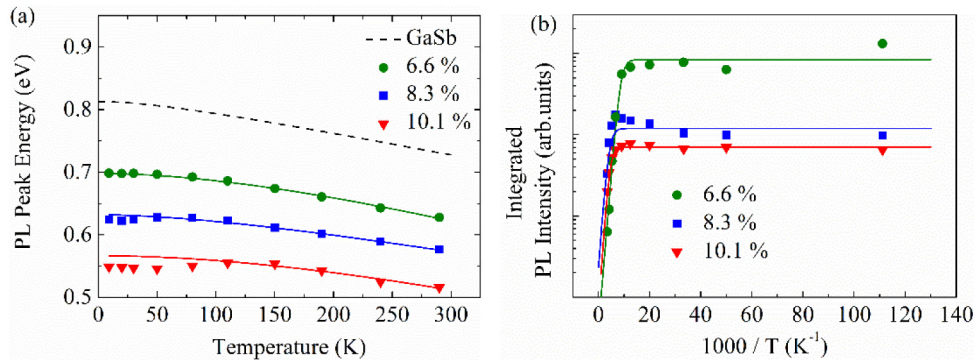 (a)
0.9
0.8
0.7
0.6
0.5
PL Peak Energy (eV)
GaSb
6.6 %
8.3 %
10.1 %
0 50 100 150 200 250 300
Temperature (K)
(b)
Integrated
PL Intensity (arb.units)
6.6 %
8.3 %
10.1 %
0 20 40 60 80 100 120 140
1000 / T (K⁻¹)